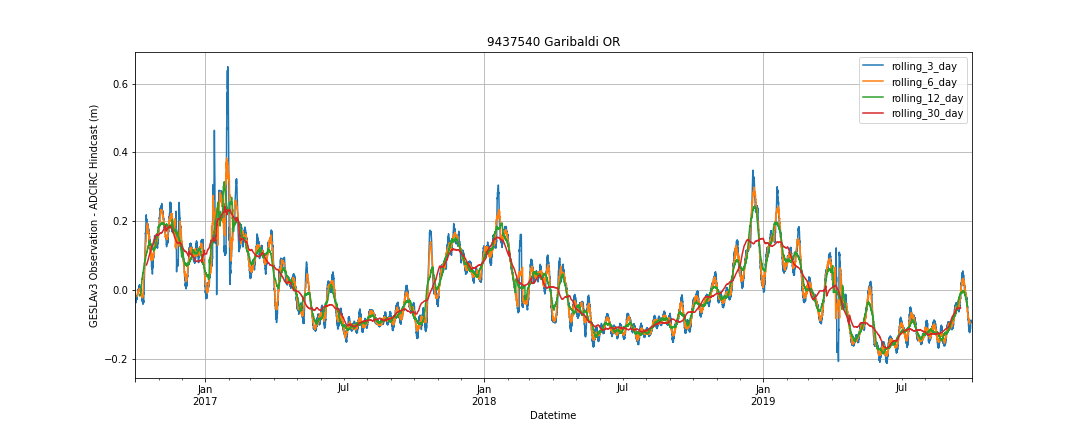 9437540 Garibaldi OR
GESLAv3 Observation - ADCIRC Hindcast (m)
0.6
0.4
0.2
0.0
−0.2
rolling_3_day
rolling_6_day
rolling_12_day
rolling_30_day
Jan
2017
Jul
Jan
2018
Jul
Jan
2019
Jul
Datetime